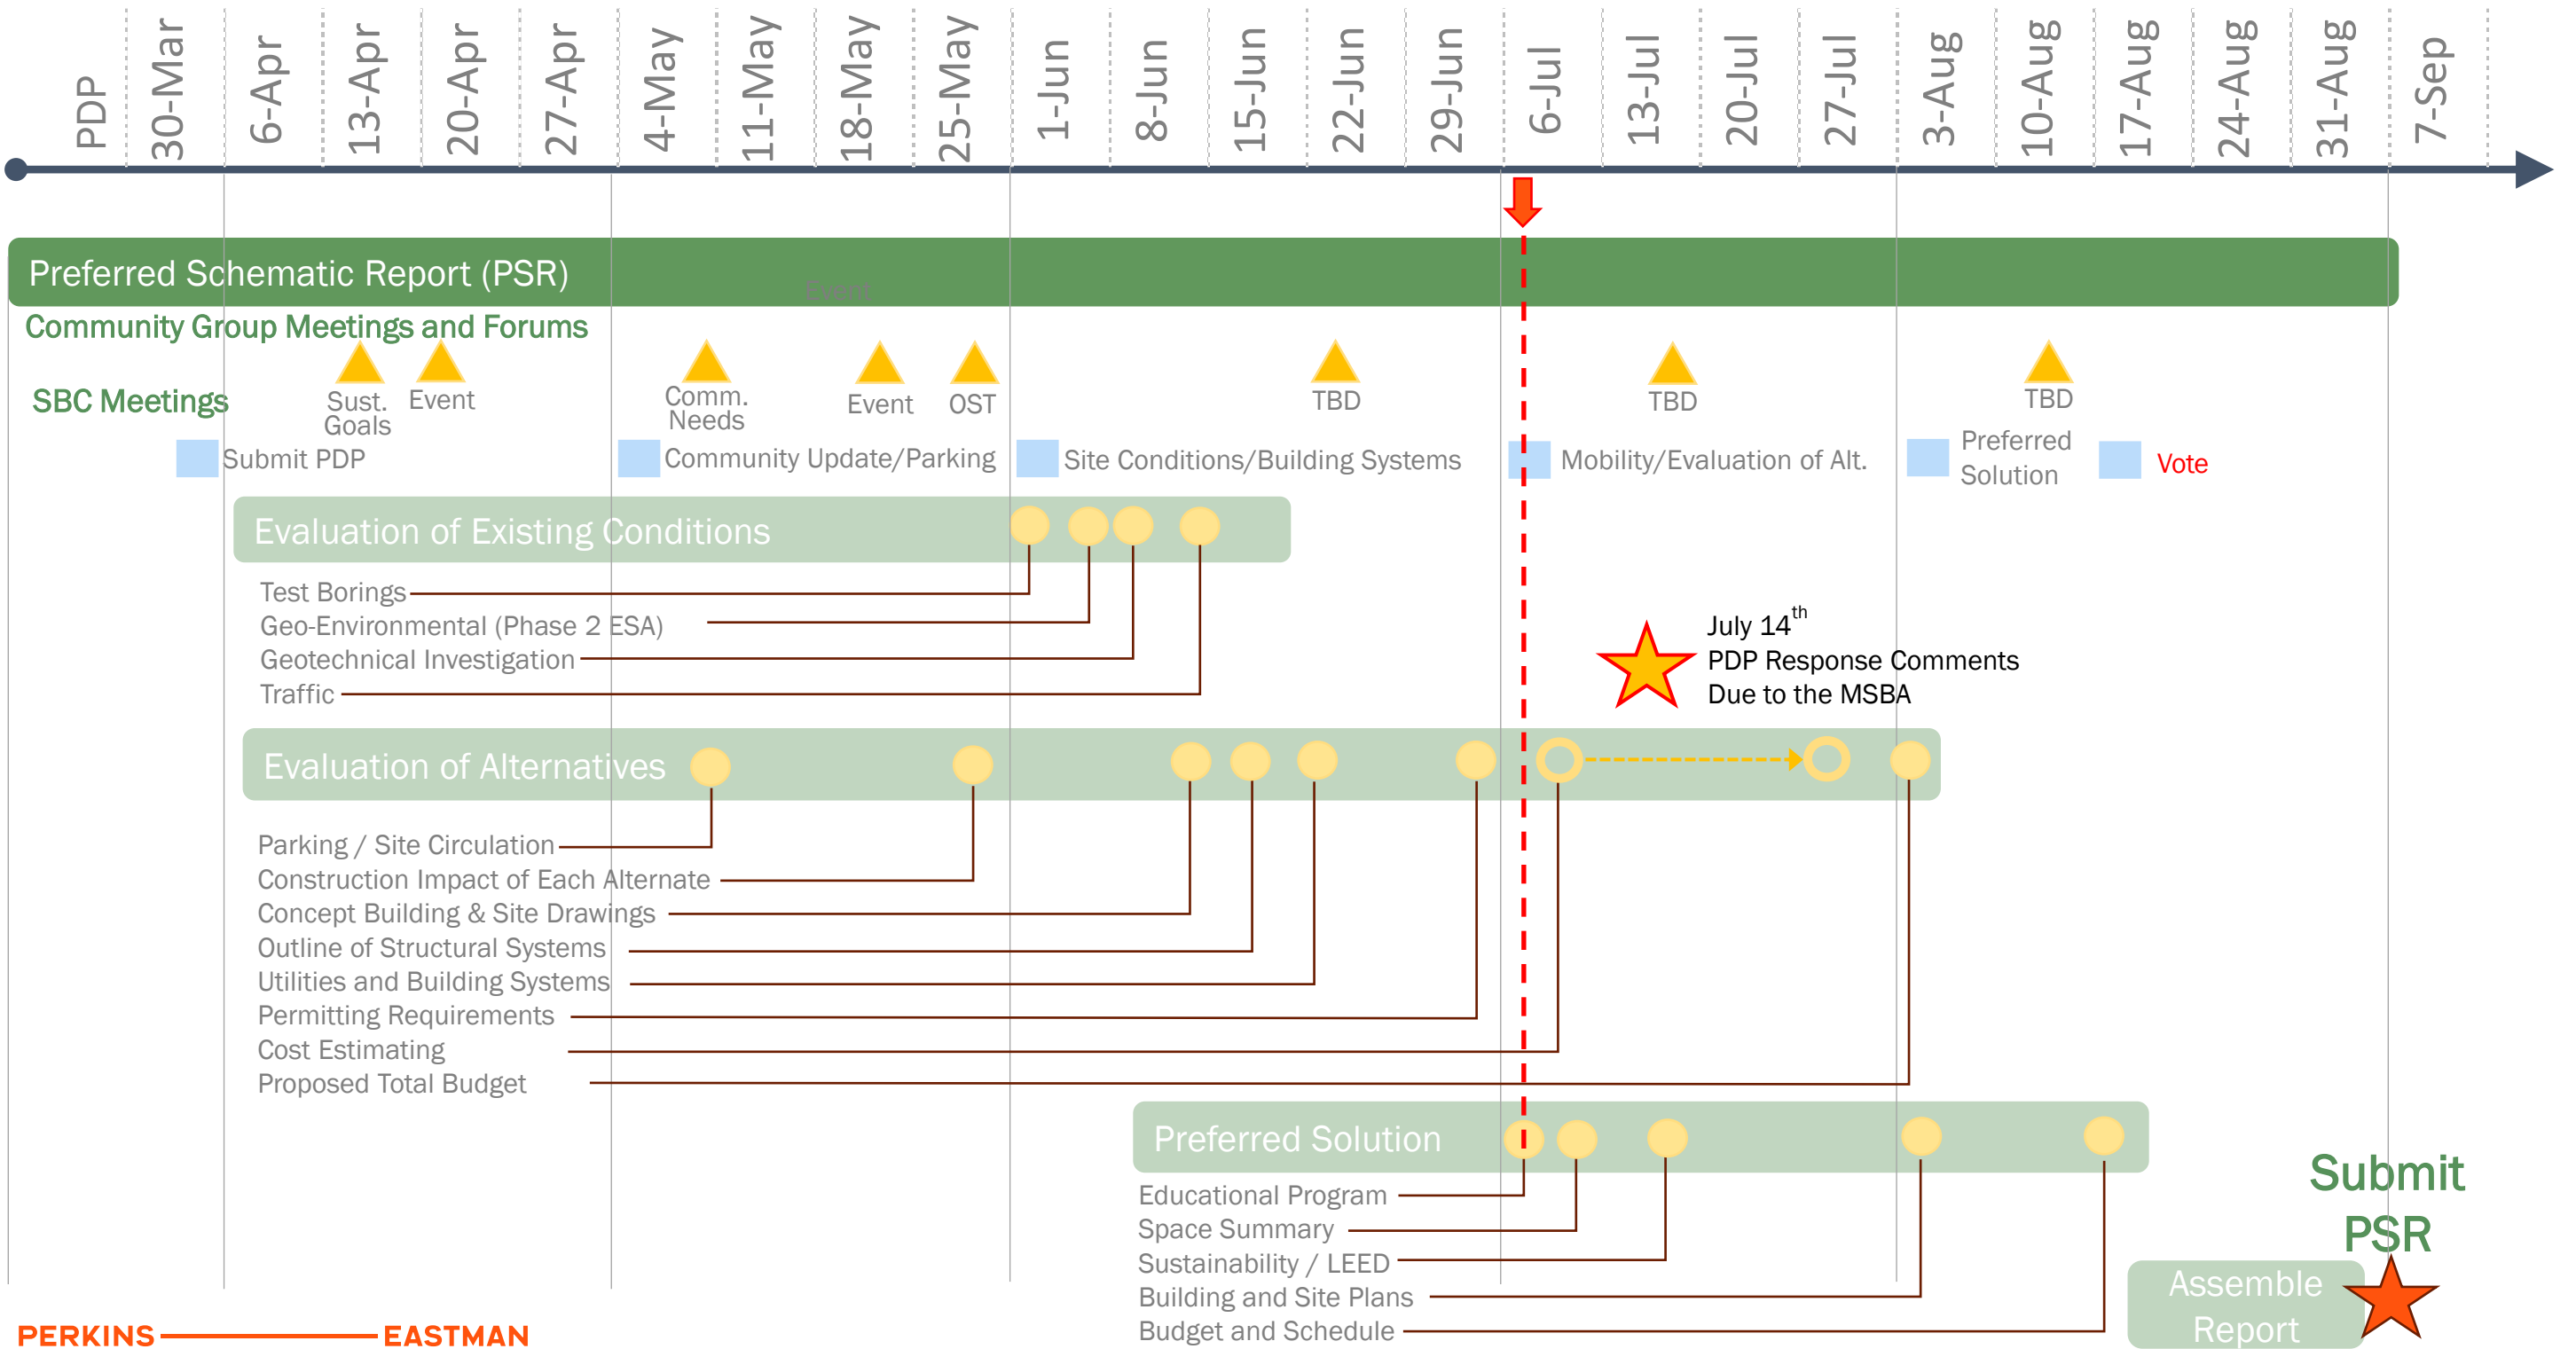 PDP
30-Mar
6-Apr
13-Apr
20-Apr
27-Apr
4-May
11-May
18-May
25-May
1-Jun
8-Jun
15-Jun
22-Jun
29-Jun
6-Jul
13-Jul
20-Jul
27-Jul
3-Aug
10-Aug
17-Aug
24-Aug
31-Aug
7-Sep
Preferred Schematic Report (PSR)
Event
Community Group Meetings and Forums
Sust.
Goals
Event
Comm.
Needs
Event
OST
TBD
TBD
TBD
SBC Meetings
Submit PDP
Community Update/Parking
Site Conditions/Building Systems
Mobility/Evaluation of Alt.
Preferred
Solution
Vote
Evaluation of Existing Conditions
Test Borings
Geo-Environmental (Phase 2 ESA)
Geotechnical Investigation
Traffic
July 14th
PDP Response Comments
Due to the MSBA
Evaluation of Alternatives
Parking / Site Circulation
Construction Impact of Each Alternate
Concept Building & Site Drawings
Outline of Structural Systems
Utilities and Building Systems
Permitting Requirements
Cost Estimating
Proposed Total Budget
Preferred Solution
Educational Program
Space Summary
Sustainability / LEED
Building and Site Plans
Budget and Schedule
Submit
PSR
Assemble
Report
PERKINS EASTMAN